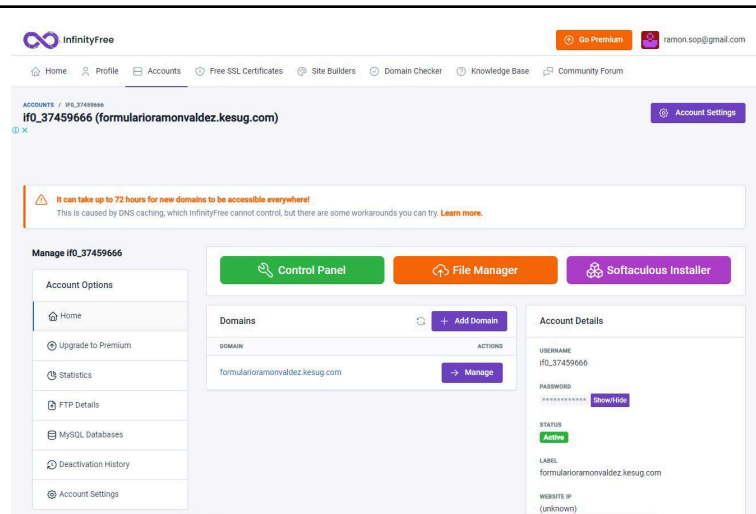 InfinityFree
Go Premium
ramon.sop@gmail.com
Home Profile Accounts Free SSL Certificates Site Builders Domain Checker Knowledge Base Community Forum
ACCOUNTS / IF0_37459666
if0_37459666 (formularioramonvaldez.kesug.com)
Account Settings
It can take up to 72 hours for new domains to be accessible everywhere!
This is caused by DNS caching, which InfinityFree cannot control, but there are some workarounds you can try. Learn more.
Manage if0_37459666
Control Panel
File Manager
Softaculous Installer
Account Options
Home
Upgrade to Premium
Statistics
FTP Details
MySQL Databases
Deactivation History
Account Settings
Domains
Add Domain
DOMAIN ACTIONS
formularioramonvaldez.kesug.com
Manage
Account Details
USERNAME
if0_37459666
PASSWORD
************ Show/Hide
STATUS
Active
LABEL
formularioramonvaldez.kesug.com
WEBSITE IP
(unknown)